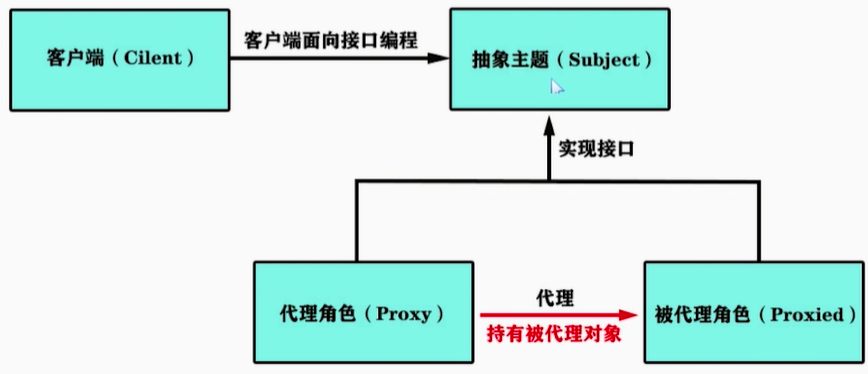 客户端（Cilent）
客户端面向接口编程
抽象主题（Subject）
实现接口
代理角色（Proxy）
代理
持有被代理对象
被代理角色（Proxied）